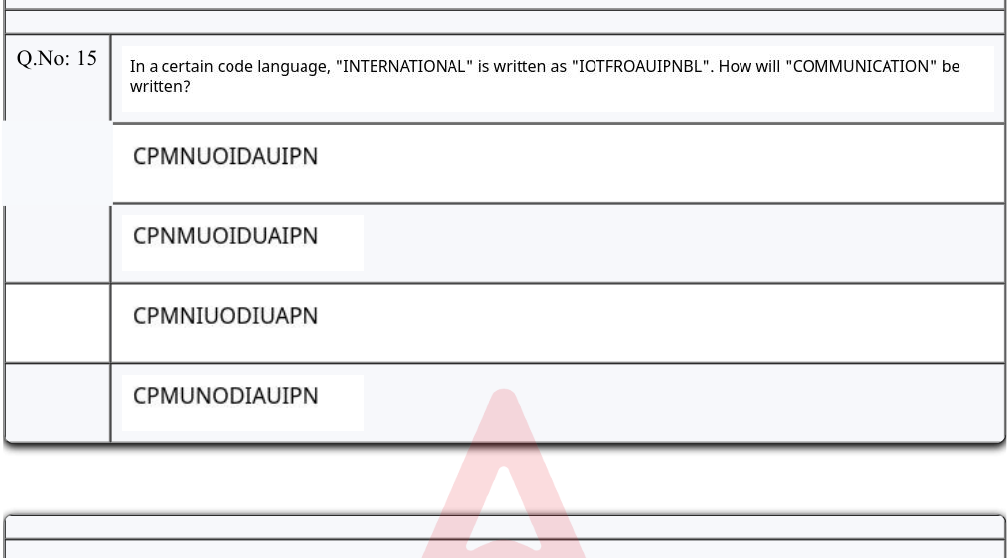 Q.No: 15
In a certain code language, "INTERNATIONAL" is written as "IOTFROAUIPNBL". How will "COMMUNICATION" be
written?
CPMNUOIDAUIPN
CPNMUOIDUAIPN
CPMNIUODIUAPN
CPMUNODIAUIPN